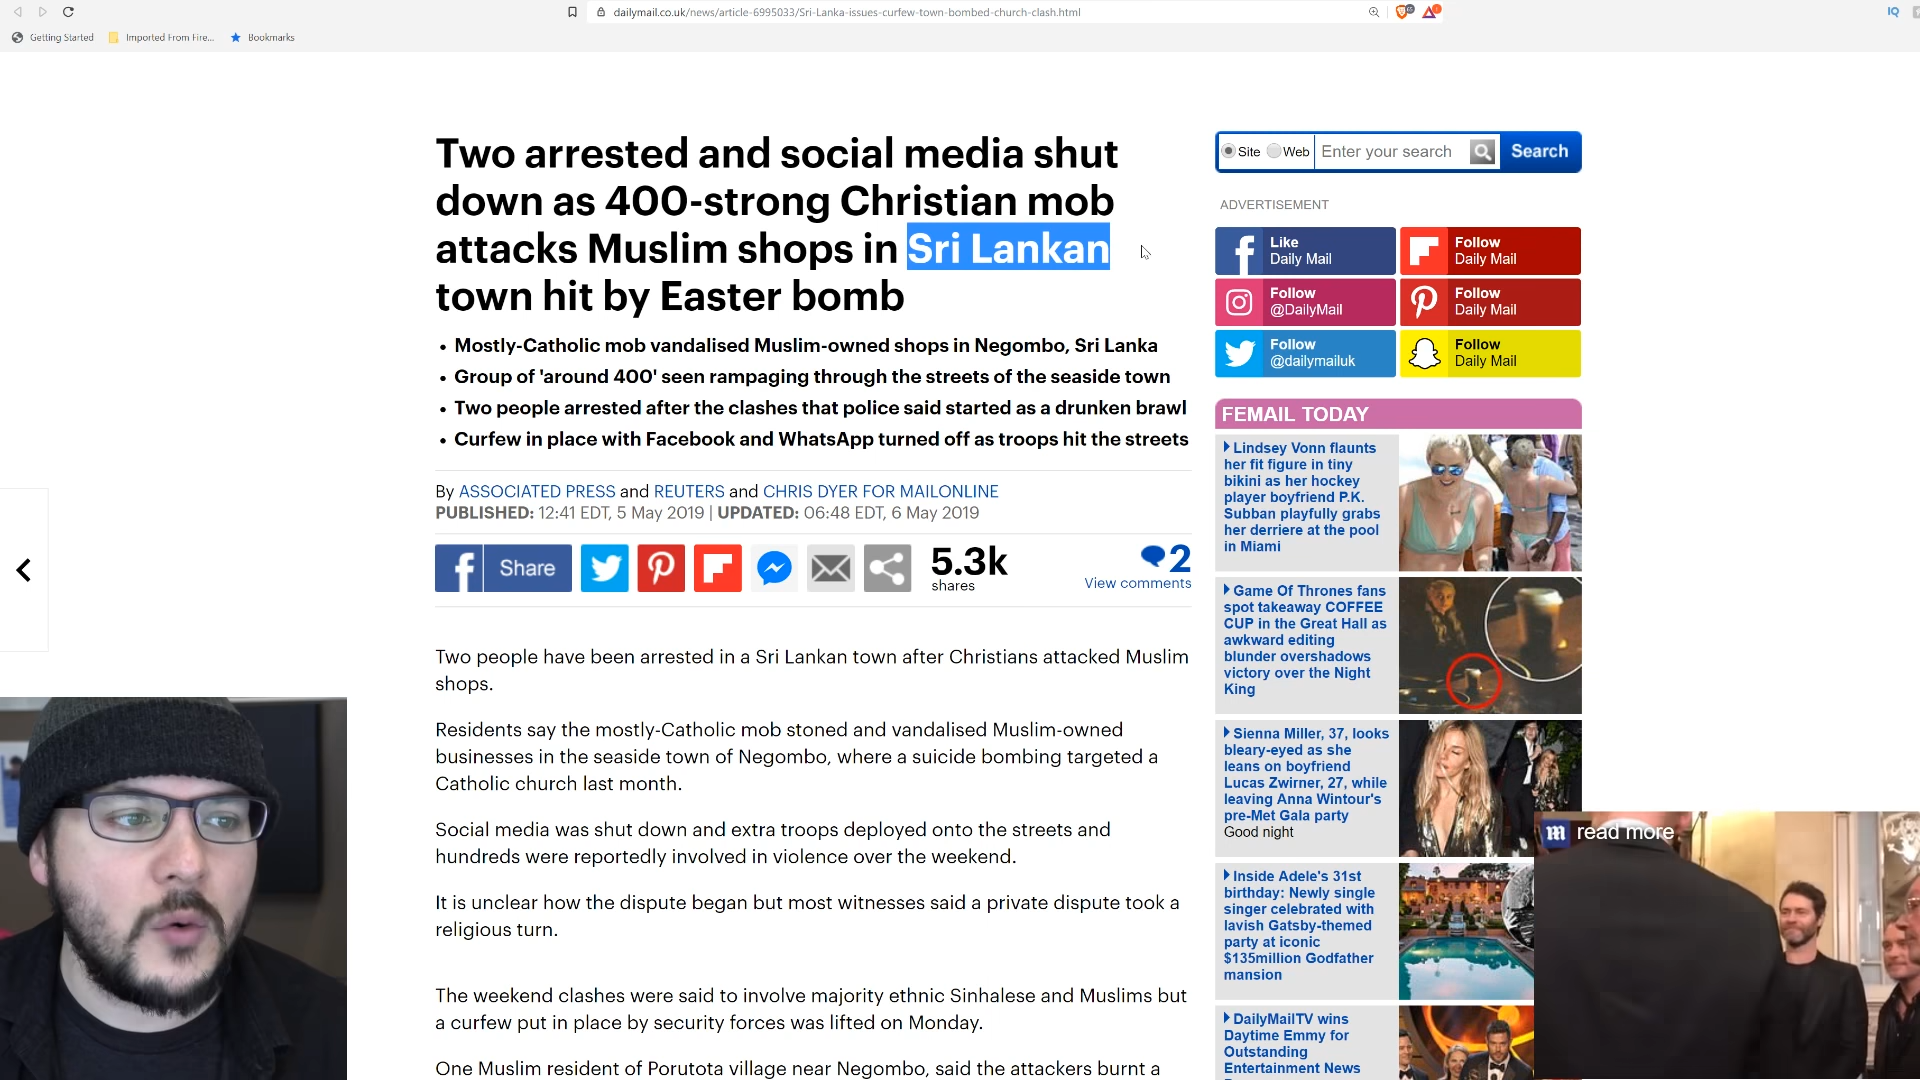 dailymail.co.uk/news/article-6995033/Sri-Lanka-issues-curfew-town-bombed-church-clash.html
IQ
Getting Started
Imported From Fire...
Bookmarks
Two arrested and social media shut
down as 400-strong Christian mob
attacks Muslim shops in Sri Lankan
town hit by Easter bomb
• Mostly-Catholic mob vandalised Muslim-owned shops in Negombo, Sri Lanka
• Group of 'around 400' seen rampaging through the streets of the seaside town
• Two people arrested after the clashes that police said started as a drunken brawl
• Curfew in place with Facebook and WhatsApp turned off as troops hit the streets
By ASSOCIATED PRESS and REUTERS and CHRIS DYER FOR MAILONLINE
PUBLISHED: 12:41 EDT, 5 May 2019 | UPDATED: 06:48 EDT, 6 May 2019
Share
5.3k
shares
2
View comments
Two people have been arrested in a Sri Lankan town after Christians attacked Muslim
shops.
Residents say the mostly-Catholic mob stoned and vandalised Muslim-owned
businesses in the seaside town of Negombo, where a suicide bombing targeted a
Catholic church last month.
Social media was shut down and extra troops deployed onto the streets and
hundreds were reportedly involved in violence over the weekend.
It is unclear how the dispute began but most witnesses said a private dispute took a
religious turn.
The weekend clashes were said to involve majority ethnic Sinhalese and Muslims but
a curfew put in place by security forces was lifted on Monday.
One Muslim resident of Porutota village near Negombo, said the attackers burnt a
Site Web Enter your search Search
ADVERTISEMENT
Like
Daily Mail
Follow
Daily Mail
Follow
@DailyMail
Follow
Daily Mail
Follow
@dailymailuk
Follow
Daily Mail
FEMAIL TODAY
Lindsey Vonn flaunts
her fit figure in tiny
bikini as her hockey
player boyfriend P.K.
Subban playfully grabs
her derriere at the pool
in Miami
Game Of Thrones fans
spot takeaway COFFEE
CUP in the Great Hall as
awkward editing
blunder overshadows
victory over the Night
King
Sienna Miller, 37, looks
bleary-eyed as she
leans on boyfriend
Lucas Zwirner, 27, while
leaving Anna Wintour's
pre-Met Gala party
Good night
Inside Adele's 31st
birthday: Newly single
singer celebrated with
lavish Gatsby-themed
party at iconic
$135million Godfather
mansion
DailyMailTV wins
Daytime Emmy for
Outstanding
Entertainment News
m read more